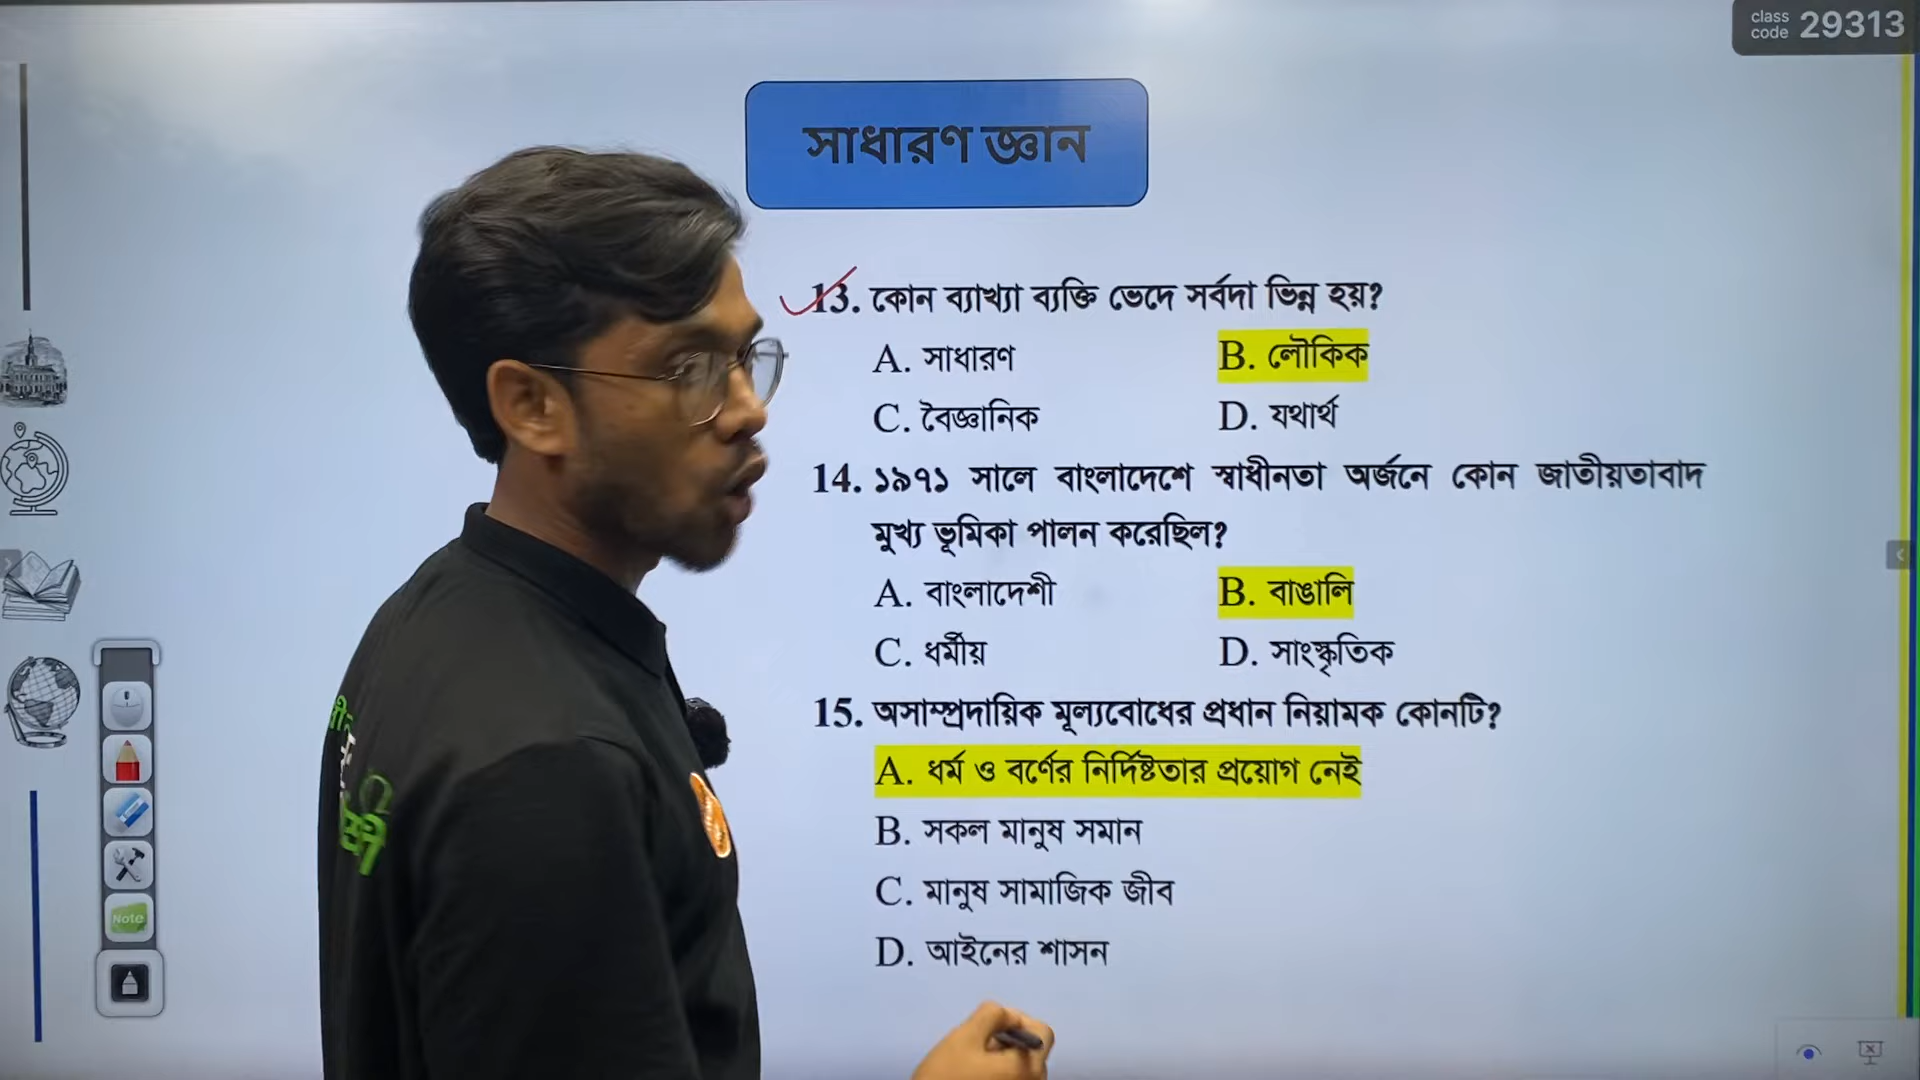 class code 29313
সাধারণ জ্ঞান
13. কোন ব্যাখ্যা ব্যক্তি ভেদে সর্বদা ভিন্ন হয়?
A. সাধারণ B. লৌকিক
C. বৈজ্ঞানিক D. যথার্থ
14. ১৯৭১ সালে বাংলাদেশে স্বাধীনতা অর্জনে কোন জাতীয়তাবাদ
মুখ্য ভূমিকা পালন করেছিল?
A. বাংলাদেশী B. বাঙালি
C. ধর্মীয় D. সাংস্কৃতিক
15. অসাম্প্রদায়িক মূল্যবোধের প্রধান নিয়ামক কোনটি?
A. ধর্ম ও বর্ণের নির্দিষ্টতার প্রয়োগ নেই
B. সকল মানুষ সমান
C. মানুষ সামাজিক জীব
D. আইনের শাসন
Note